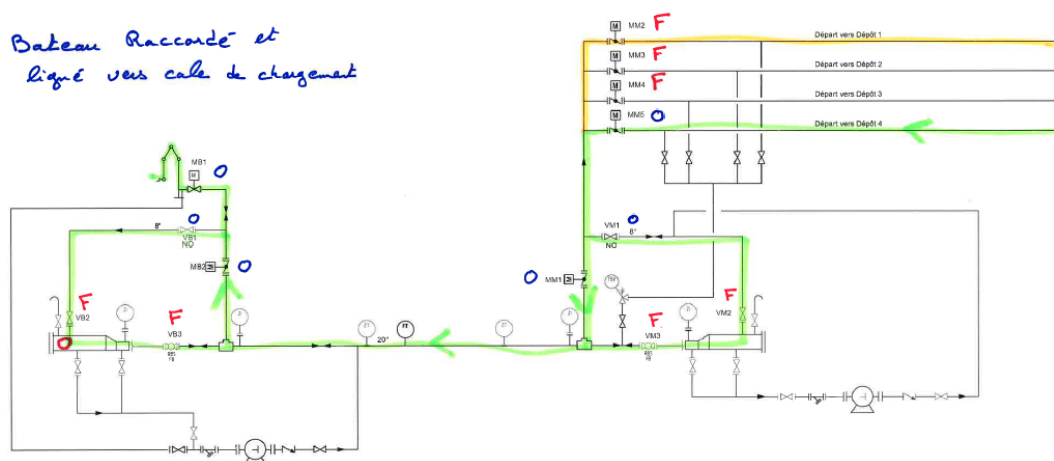 Bateau Raccordé et
ligné vers cale de chargement
MM2 F
Départ vers Dépôt 1
MM3 F
Départ vers Dépôt 2
MM4 F
Départ vers Dépôt 3
MM5 O
Départ vers Dépôt 4
MB1 O
M
O
8"
VB1
NO
VM1 O
8"
NO
MB2 M O
O MM1 M
F
VB2
F
VB3
F
VM3
F
VM2
20"